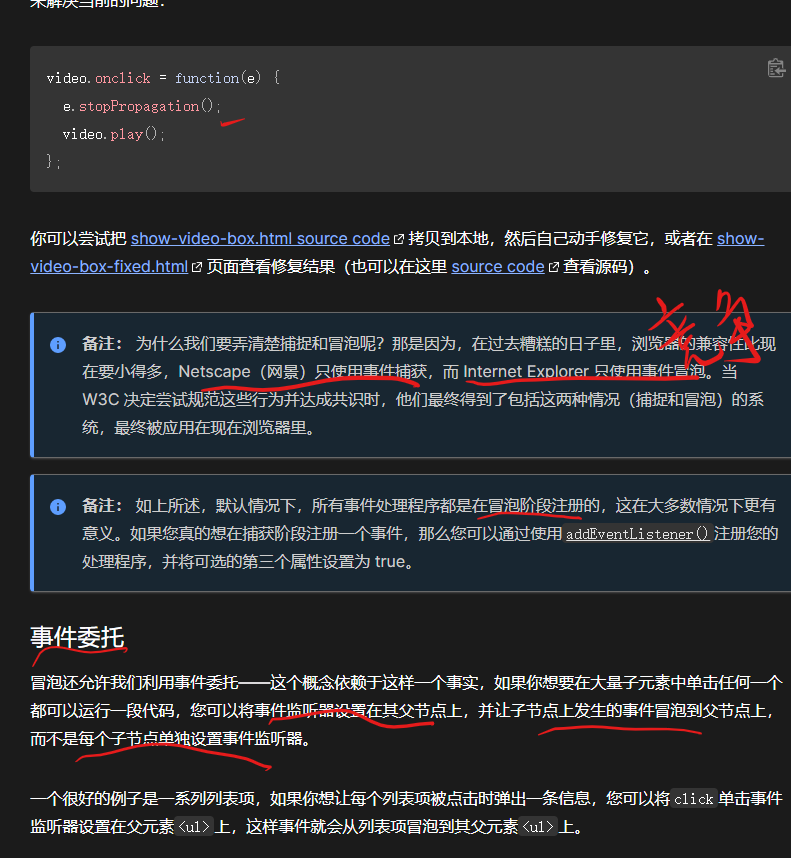 来解决当前的问题：
video.onclick = function(e) {
  e.stopPropagation();
  video.play();
};
你可以尝试把 show-video-box.html source code 拷贝到本地，然后自己动手修复它，或者在 show-
video-box-fixed.html 页面查看修复结果（也可以在这里 source code 查看源码）。
备注： 为什么我们要弄清楚捕捉和冒泡呢？那是因为，在过去糟糕的日子里，浏览器的兼容性比现
在要小得多，Netscape（网景）只使用事件捕获，而 Internet Explorer 只使用事件冒泡。当
W3C 决定尝试规范这些行为并达成共识时，他们最终得到了包括这两种情况（捕捉和冒泡）的系
统，最终被应用在现在浏览器里。
备注： 如上所述，默认情况下，所有事件处理程序都是在冒泡阶段注册的，这在大多数情况下更有
意义。如果您真的想在捕获阶段注册一个事件，那么您可以通过使用 addEventListener() 注册您的
处理程序，并将可选的第三个属性设置为 true。
事件委托
冒泡还允许我们利用事件委托——这个概念依赖于这样一个事实，如果你想要在大量子元素中单击任何一个
都可以运行一段代码，您可以将事件监听器设置在其父节点上，并让子节点上发生的事件冒泡到父节点上，
而不是每个子节点单独设置事件监听器。
一个很好的例子是一系列列表项，如果你想让每个列表项被点击时弹出一条信息，您可以将 click 单击事件
监听器设置在父元素 <ul> 上，这样事件就会从列表项冒泡到其父元素 <ul> 上。